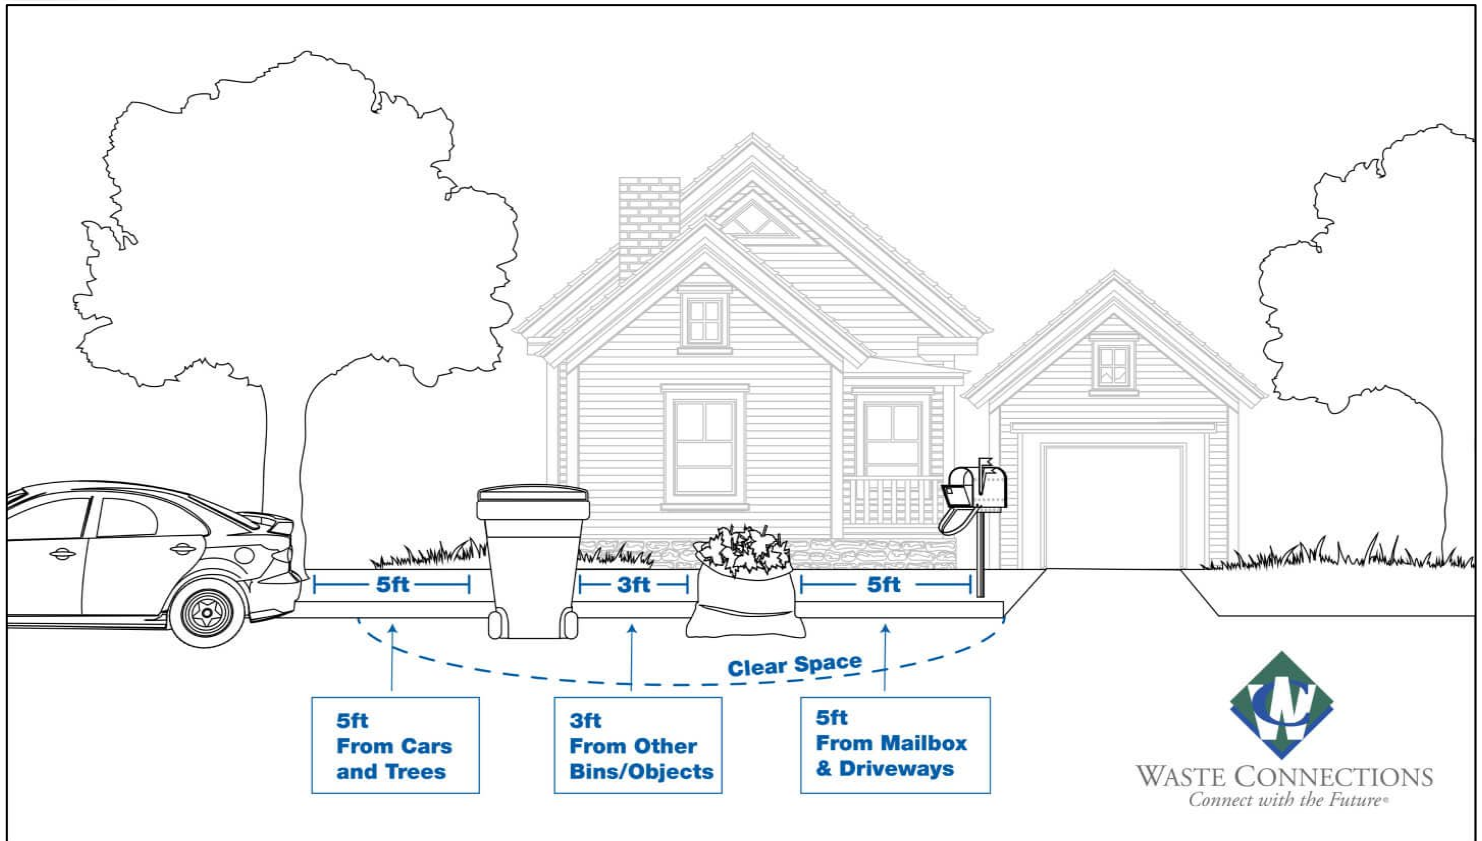 5ft
3ft
5ft
Clear Space
5ft
From Cars
and Trees
3ft
From Other
Bins/Objects
5ft
From Mailbox
& Driveways
WC
WASTE CONNECTIONS
Connect with the Future®